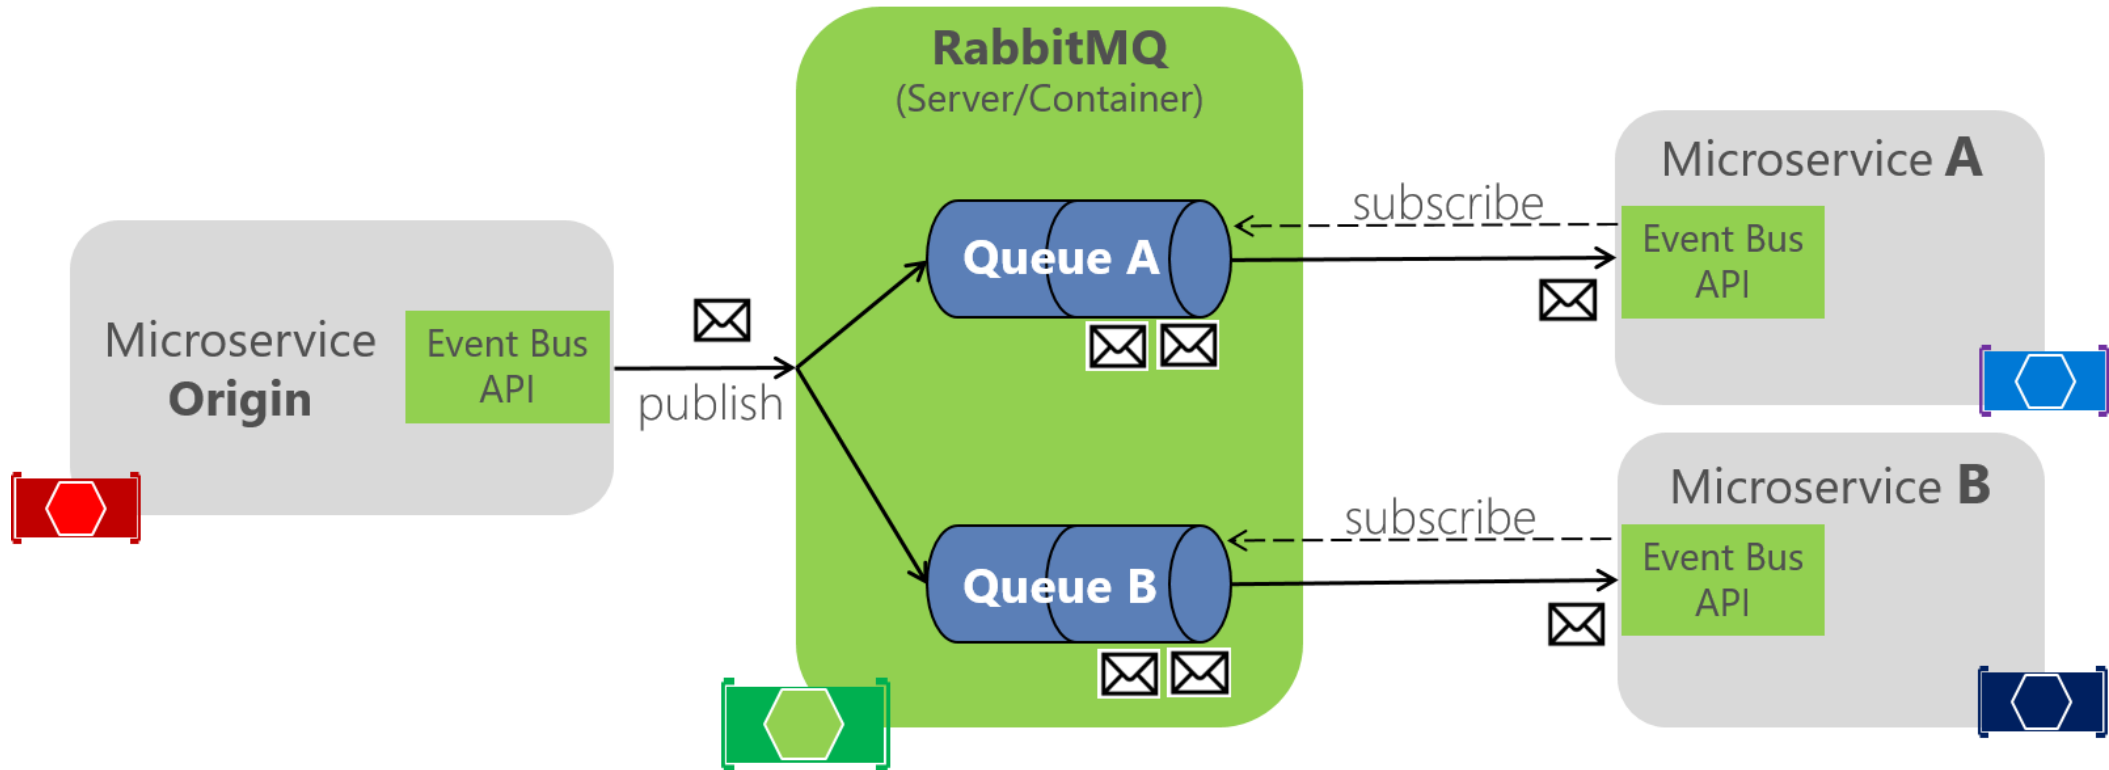 RabbitMQ
(Server/Container)
Microservice
Origin
Event Bus
API
publish
Queue A
Queue B
subscribe
Microservice A
Event Bus
API
subscribe
Microservice B
Event Bus
API